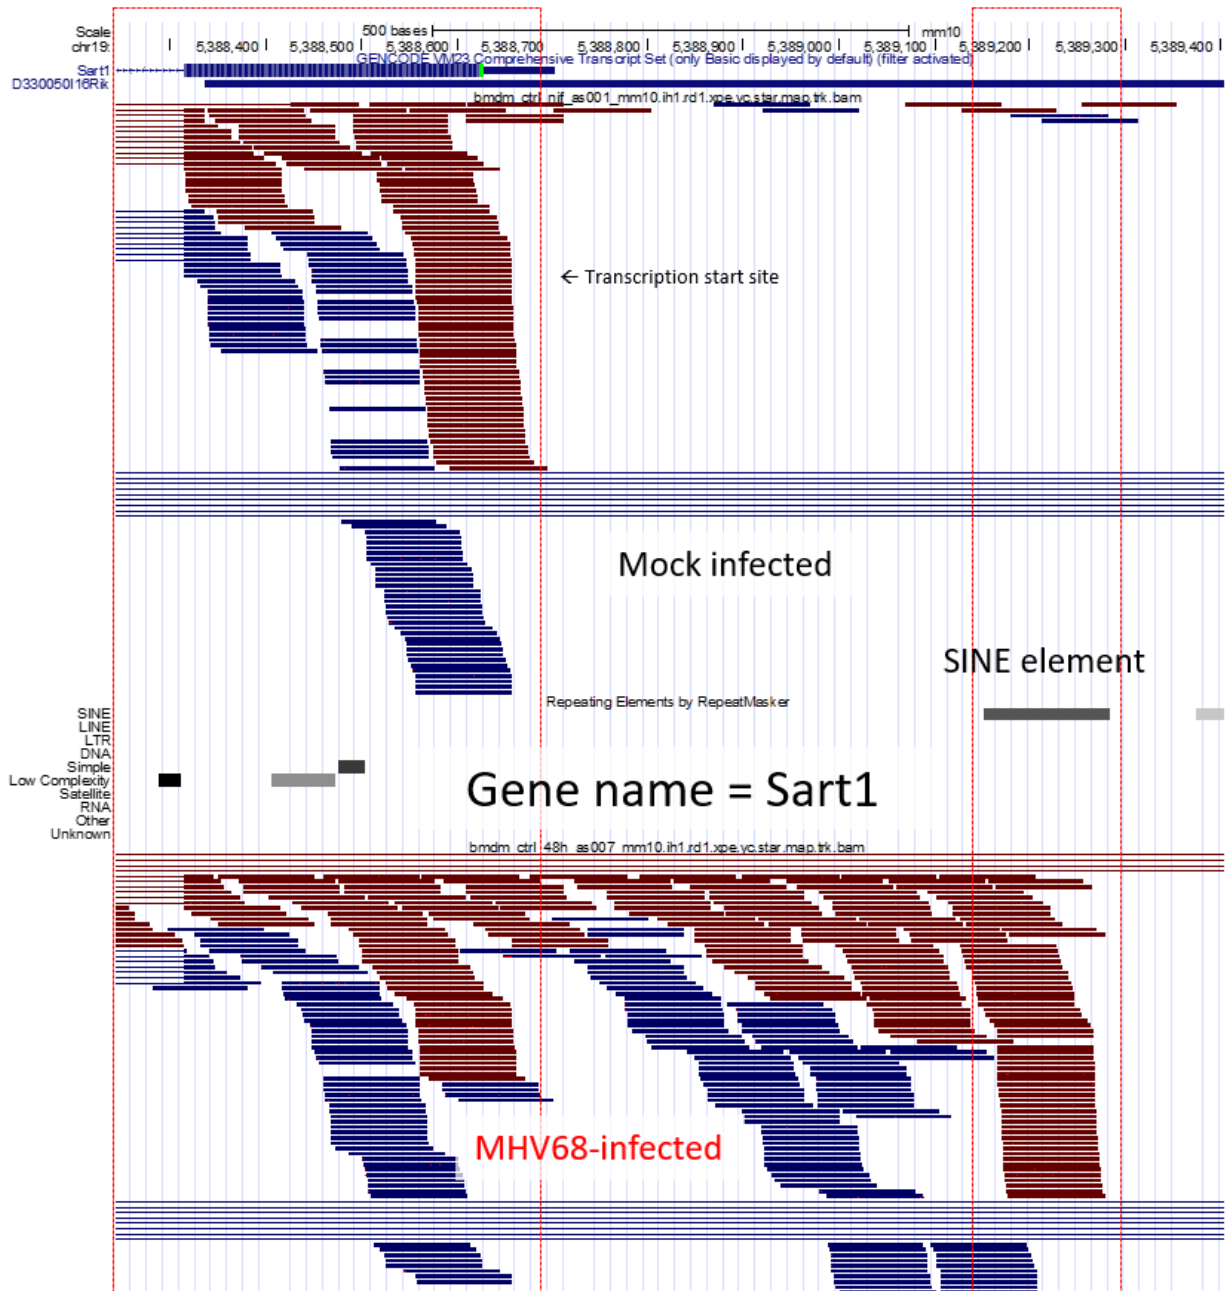 Scale 500 bases mm10
chr19: 5,388,400 5,388,500 5,388,600 5,388,700 5,388,800 5,388,900 5,389,000 5,389,100 5,389,200 5,389,300 5,389,400
GENCODE VM23 Comprehensive Transcript Set (only Basic displayed by default) (filter activated)
Sart1
D330050I16Rik
bmdm_ctrl_nif_as001_mm10.ih1.rd1.xpe.yc.star.map.trk.bam
← Transcription start site
Mock infected
SINE element
Repeating Elements by RepeatMasker
SINE
LINE
LTR
DNA
Simple
Low Complexity
Satellite
RNA
Other
Unknown
Gene name = Sart1
bmdm_ctrl_48h_as007_mm10.ih1.rd1.xpe.yc.star.map.trk.bam
MHV68-infected